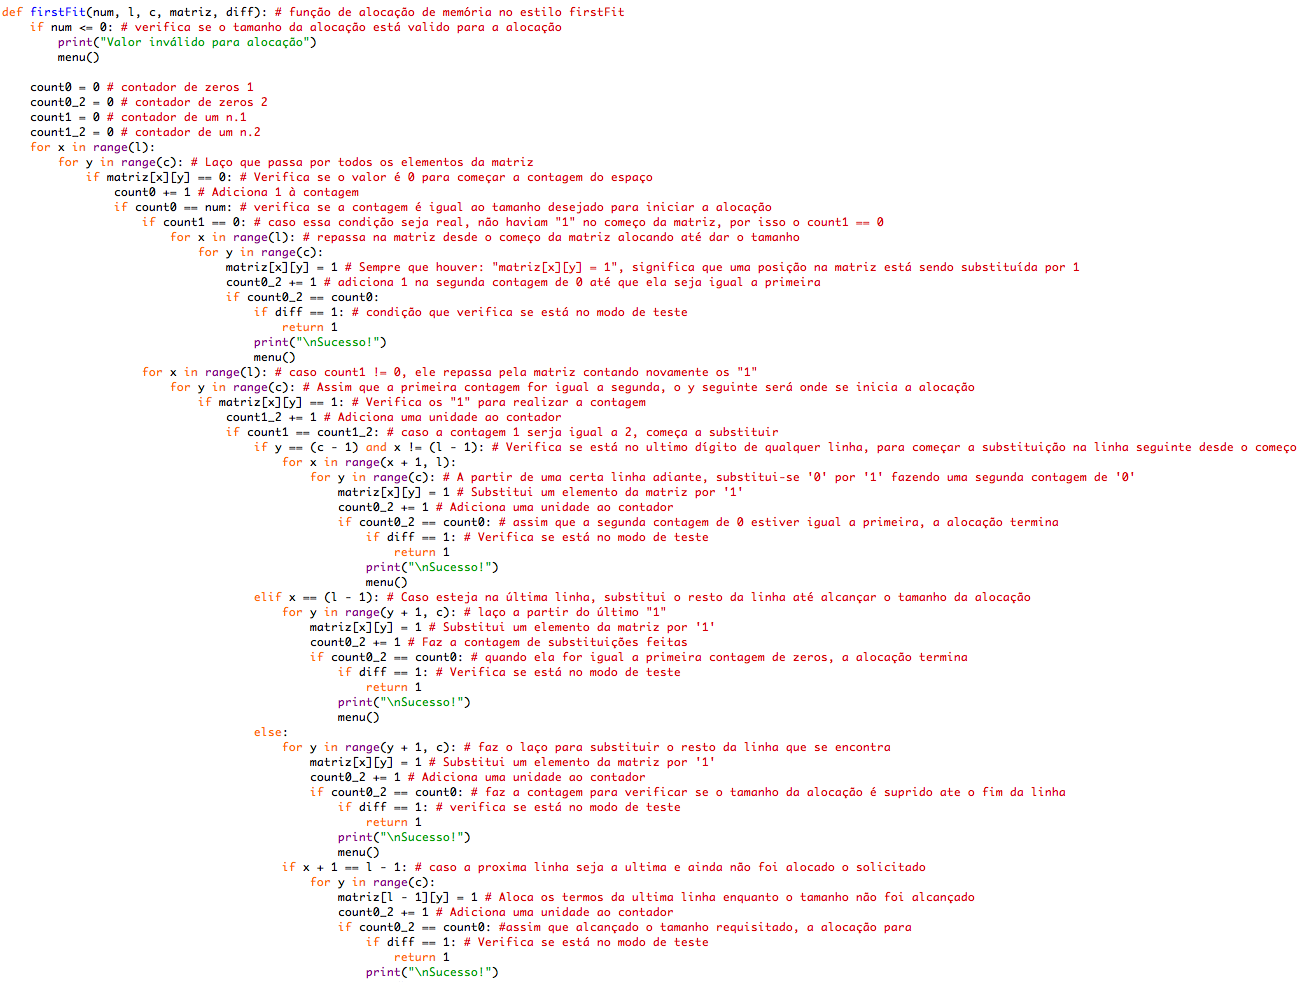 def firstFit(num, l, c, matriz, diff): # função de alocação de memória no estilo firstFit
    if num <= 0: # verifica se o tamanho da alocação está valido para a alocação
        print("Valor inválido para alocação")
        menu()

    count0 = 0 # contador de zeros 1
    count0_2 = 0 # contador de zeros 2
    count1 = 0 # contador de um n.1
    count1_2 = 0 # contador de um n.2
    for x in range(l):
        for y in range(c): # Laço que passa por todos os elementos da matriz
            if matriz[x][y] == 0: # Verifica se o valor é 0 para começar a contagem do espaço
                count0 += 1 # Adiciona 1 à contagem
                if count0 == num: # verifica se a contagem é igual ao tamanho desejado para iniciar a alocação
                    if count1 == 0: # caso essa condição seja real, não haviam "1" no começo da matriz, por isso o count1 == 0
                        for x in range(l): # repassa na matriz desde o começo da matriz alocando até dar o tamanho
                            for y in range(c):
                                matriz[x][y] = 1 # Sempre que houver: "matriz[x][y] = 1", significa que uma posição na matriz está sendo substituída por 1
                                count0_2 += 1 # adiciona 1 na segunda contagem de 0 até que ela seja igual a primeira
                                if count0_2 == count0:
                                    if diff == 1: # condição que verifica se está no modo de teste
                                        return 1
                                    print("\nSucesso!")
                                    menu()
                    for x in range(l): # caso count1 != 0, ele repassa pela matriz contando novamente os "1"
                        for y in range(c): # Assim que a primeira contagem for igual a segunda, o y seguinte será onde se inicia a alocação
                            if matriz[x][y] == 1: # Verifica os "1" para realizar a contagem
                                count1_2 += 1 # Adiciona uma unidade ao contador
                                if count1 == count1_2: # caso a contagem 1 serja igual a 2, começa a substituir
                                    if y == (c - 1) and x != (l - 1): # Verifica se está no ultimo dígito de qualquer linha, para começar a substituição na linha seguinte desde o começo
                                        for x in range(x + 1, l):
                                            for y in range(c): # A partir de uma certa linha adiante, substitui-se '0' por '1' fazendo uma segunda contagem de '0'
                                                matriz[x][y] = 1 # Substitui um elemento da matriz por '1'
                                                count0_2 += 1 # Adiciona uma unidade ao contador
                                                if count0_2 == count0: # assim que a segunda contagem de 0 estiver igual a primeira, a alocação termina
                                                    if diff == 1: # Verifica se está no modo de teste
                                                        return 1
                                                    print("\nSucesso!")
                                                    menu()
                                    elif x == (l - 1): # Caso esteja na última linha, substitui o resto da linha até alcançar o tamanho da alocação
                                        for y in range(y + 1, c): # laço a partir do último "1"
                                            matriz[x][y] = 1 # Substitui um elemento da matriz por '1'
                                            count0_2 += 1 # Faz a contagem de substituições feitas
                                            if count0_2 == count0: # quando ela for igual a primeira contagem de zeros, a alocação termina
                                                if diff == 1: # Verifica se está no modo de teste
                                                    return 1
                                                print("\nSucesso!")
                                                menu()
                                    else:
                                        for y in range(y + 1, c): # faz o laço para substituir o resto da linha que se encontra
                                            matriz[x][y] = 1 # Substitui um elemento da matriz por '1'
                                            count0_2 += 1 # Adiciona uma unidade ao contador
                                            if count0_2 == count0: # faz a contagem para verificar se o tamanho da alocação é suprido ate o fim da linha
                                                if diff == 1: # verifica se está no modo de teste
                                                    return 1
                                                print("\nSucesso!")
                                                menu()
                                        if x + 1 == l - 1: # caso a proxima linha seja a ultima e ainda não foi alocado o solicitado
                                            for y in range(c):
                                                matriz[l - 1][y] = 1 # Aloca os termos da ultima linha enquanto o tamanho não foi alcançado
                                                count0_2 += 1 # Adiciona uma unidade ao contador
                                                if count0_2 == count0: #assim que alcançado o tamanho requisitado, a alocação para
                                                    if diff == 1: # Verifica se está no modo de teste
                                                        return 1
                                                    print("\nSucesso!")